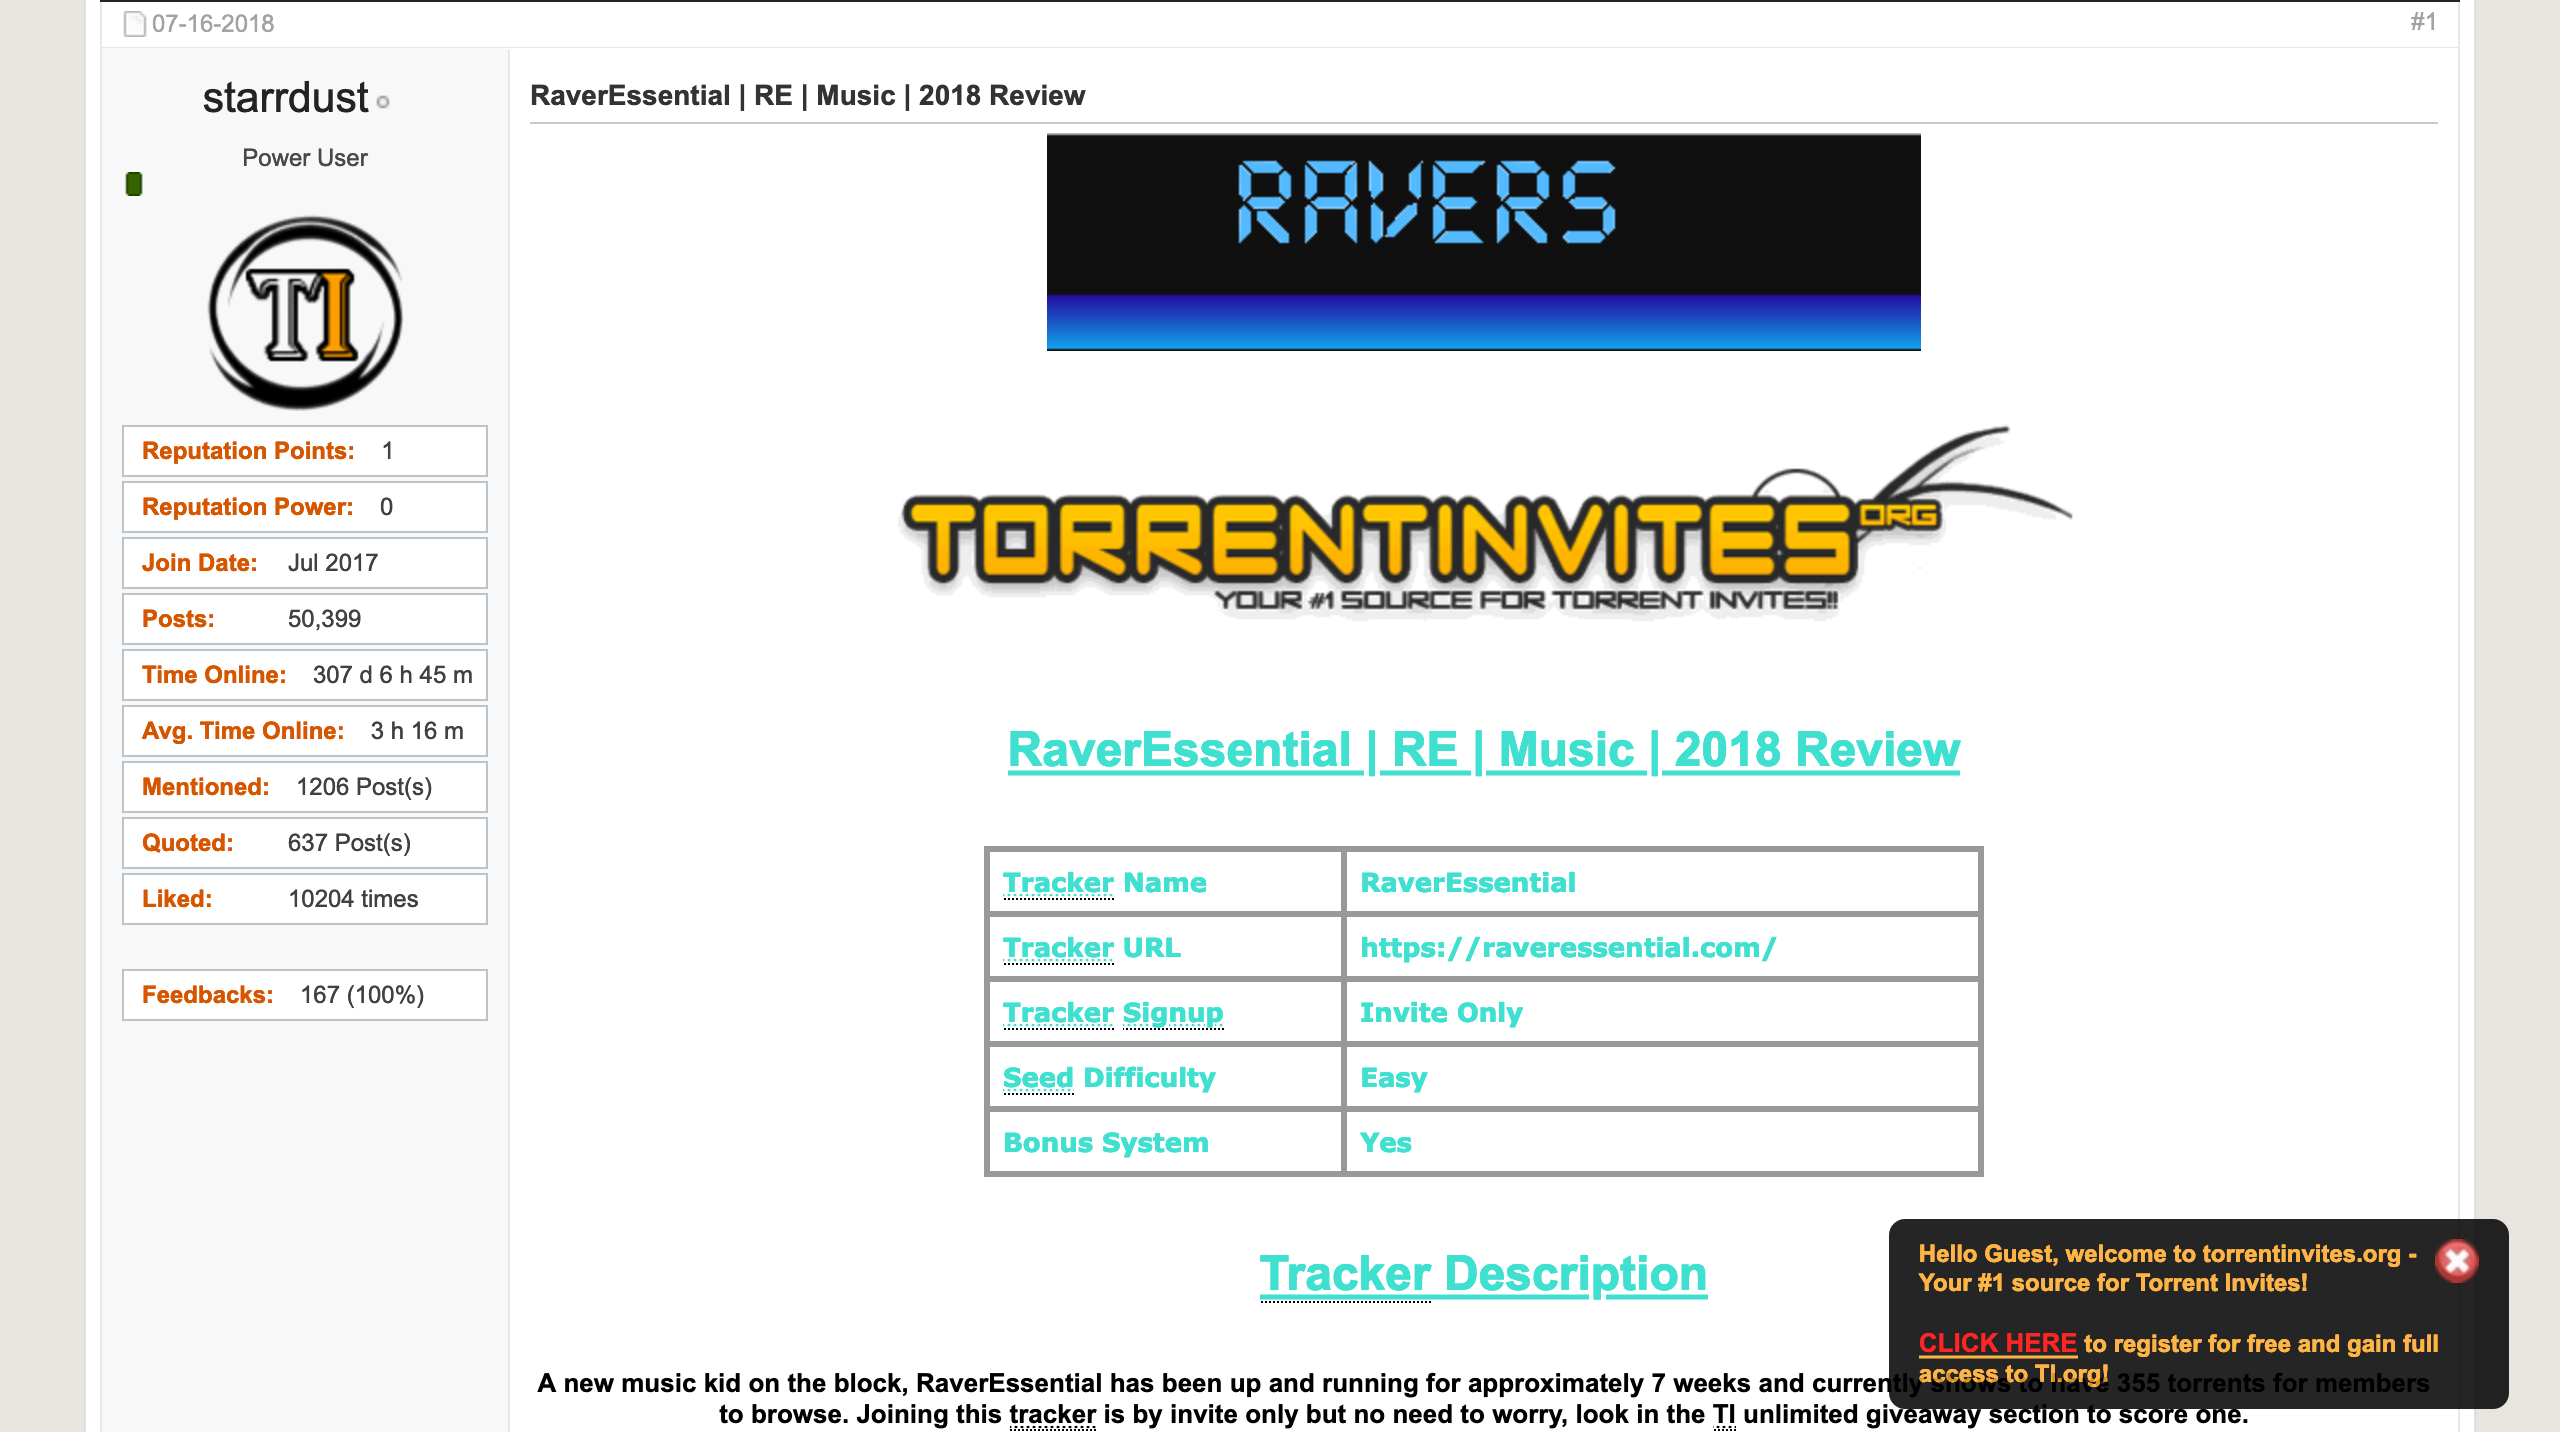 07-16-2018
#1
starrdust
Power User
TI
Reputation Points: 1
Reputation Power: 0
Join Date: Jul 2017
Posts: 50,399
Time Online: 307 d 6 h 45 m
Avg. Time Online: 3 h 16 m
Mentioned: 1206 Post(s)
Quoted: 637 Post(s)
Liked: 10204 times
Feedbacks: 167 (100%)
RaverEssential | RE | Music | 2018 Review
RAVERS
TORRENTINVITES ORG
YOUR #1 SOURCE FOR TORRENT INVITES!!
RaverEssential | RE | Music | 2018 Review
Tracker Name RaverEssential
Tracker URL https://raveressential.com/
Tracker Signup Invite Only
Seed Difficulty Easy
Bonus System Yes
Tracker Description
A new music kid on the block, RaverEssential has been up and running for approximately 7 weeks and currently shows to have 355 torrents for members
to browse. Joining this tracker is by invite only but no need to worry, look in the TI unlimited giveaway section to score one.
Hello Guest, welcome to torrentinvites.org -
Your #1 source for Torrent Invites!
CLICK HERE to register for free and gain full
access to TI.org!